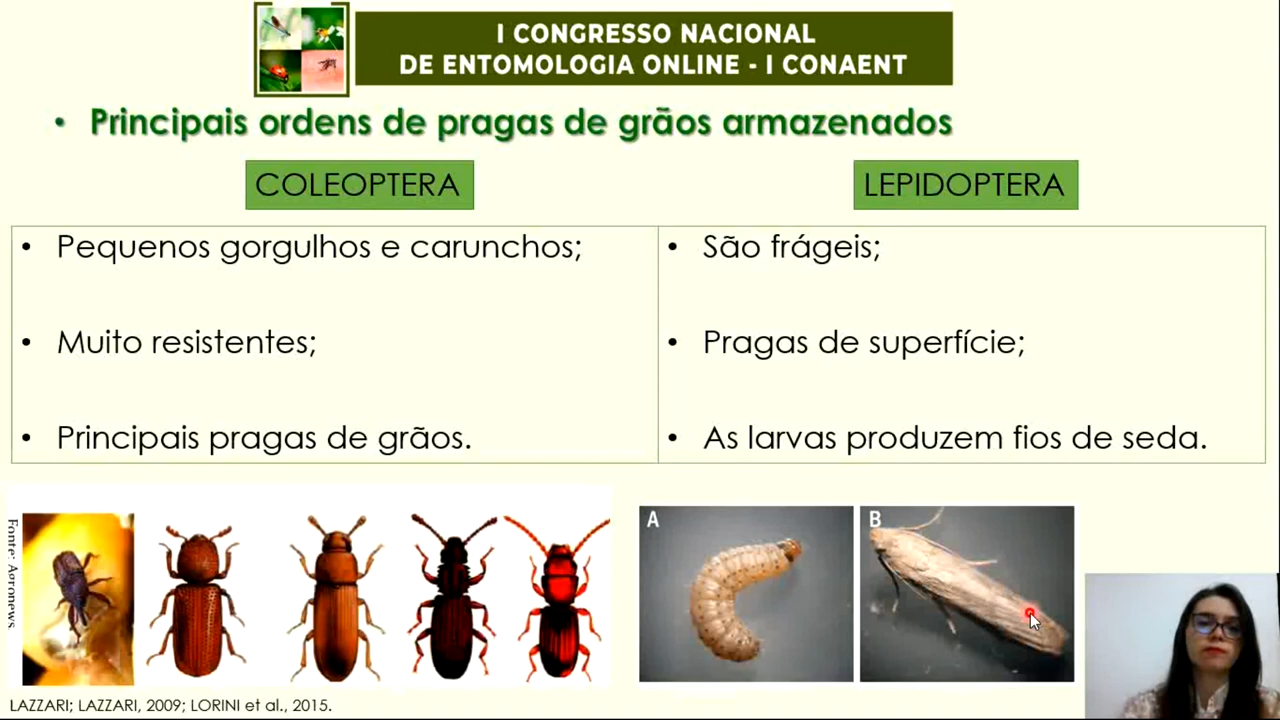 I CONGRESSO NACIONAL
DE ENTOMOLOGIA ONLINE - I CONAENT
• Principais ordens de pragas de grãos armazenados
COLEOPTERA
• Pequenos gorgulhos e carunchos;
• Muito resistentes;
• Principais pragas de grãos.
LEPIDOPTERA
• São frágeis;
• Pragas de superfície;
• As larvas produzem fios de seda.
Fonte: Agronews.
A
B
LAZZARI; LAZZARI, 2009; LORINI et al., 2015.